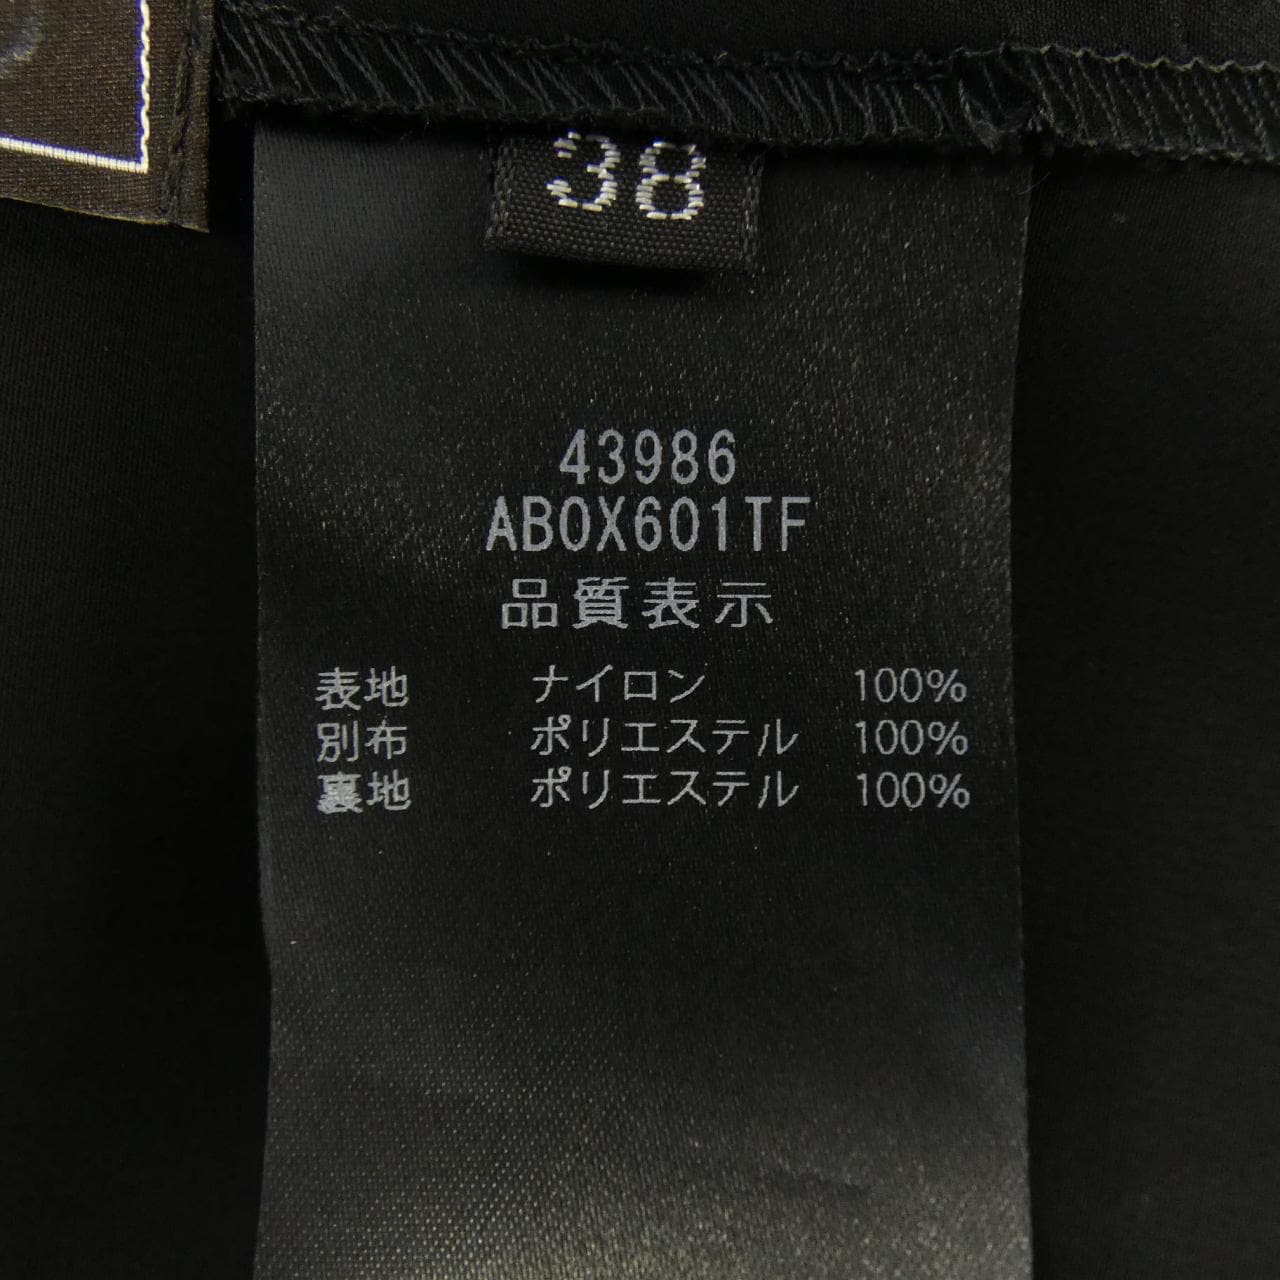 38
43986
AB0X601TF
品質表示
表地 ナイロン 100%
別布 ポリエステル 100%
裏地 ポリエステル 100%